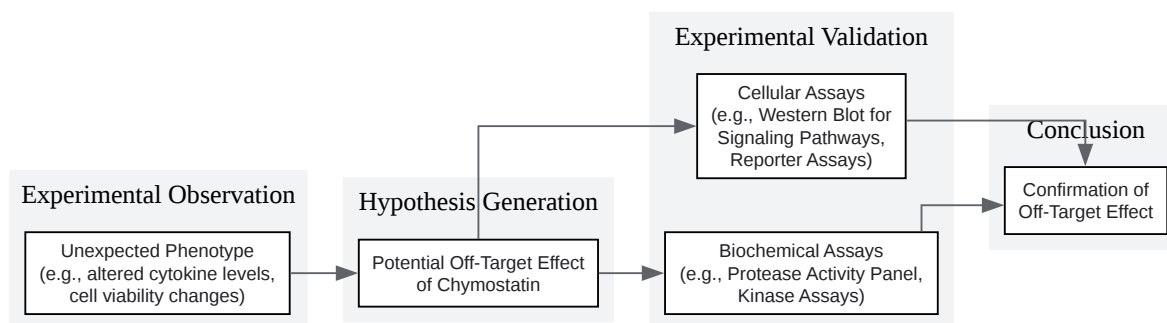 Experimental Observation
Unexpected Phenotype
(e.g., altered cytokine levels,
cell viability changes)
Hypothesis Generation
Potential Off-Target Effect
of Chymostatin
Experimental Validation
Cellular Assays
(e.g., Western Blot for
Signaling Pathways,
Reporter Assays)
Biochemical Assays
(e.g., Protease Activity Panel,
Kinase Assays)
Conclusion
Confirmation of
Off-Target Effect